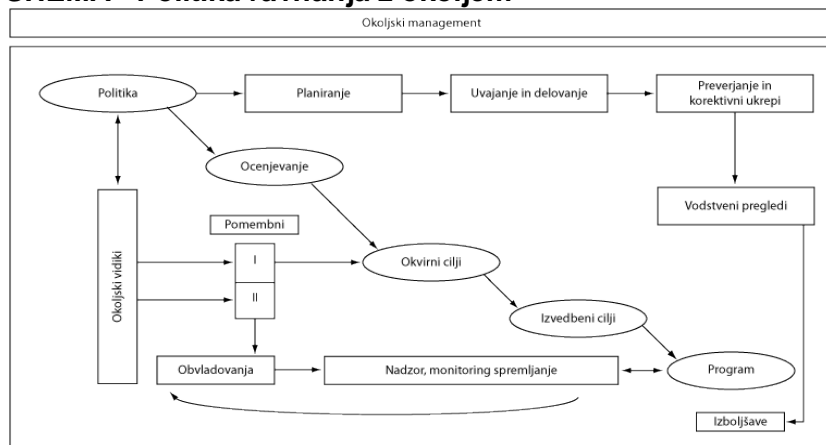 Okoljski management
Politika
Planiranje
Uvajanje in delovanje
Preverjanje in
korektivni ukrepi
Ocenjevanje
Vodstveni pregledi
Okoljski vidiki
Pomembni
I
Okvirni cilji
II
Izvedbeni cilji
Obvladovanja
Nadzor, monitoring spremljanje
Program
Izboljšave